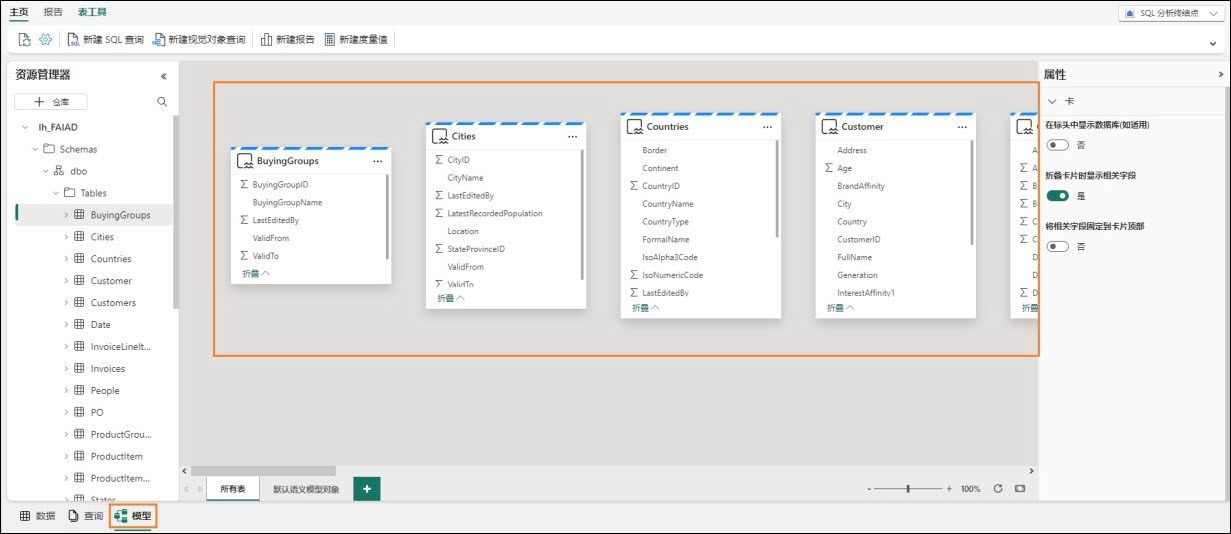 主页 报告 表工具
SQL 分析终结点
新建 SQL 查询 新建视觉对象查询 新建报告 新建度量值
资源管理器
仓库
lh_FAIAD
Schemas
dbo
Tables
BuyingGroups
Cities
Countries
Customer
Customers
Date
InvoiceLineIt...
Invoices
People
PO
ProductGrou...
ProductItem
ProductItem...
States
BuyingGroups
BuyingGroupID
BuyingGroupName
LastEditedBy
ValidFrom
ValidTo
折叠
Cities
CityID
CityName
LastEditedBy
LatestRecordedPopulation
Location
StateProvinceID
ValidFrom
ValidTo
折叠
Countries
Border
Continent
CountryID
CountryName
CountryType
FormalName
IsoAlpha3Code
IsoNumericCode
LastEditedBy
折叠
Customer
Address
Age
BrandAffinity
City
Country
CustomerID
FullName
Generation
InterestAffinity1
折叠
折叠
属性
卡
在标头中显示数据库(如适用)
否
折叠卡片时显示相关字段
是
将相关字段固定到卡片顶部
否
所有表 默认语义模型对象 +
- + 100%
数据 查询 模型